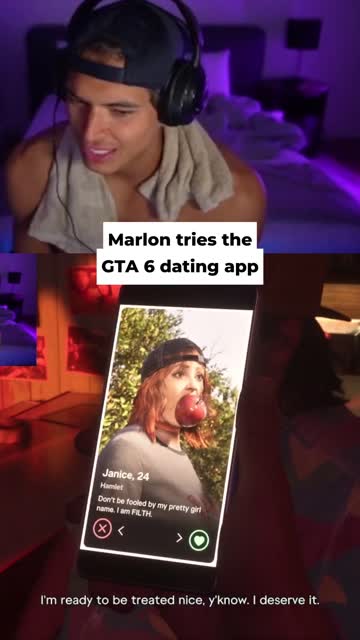 Marlon tries the
GTA 6 dating app
Janice, 24
Hamlet
Don't be fooled by my pretty girl
name. I am FILTH.
I'm ready to be treated nice, y'know. I deserve it.